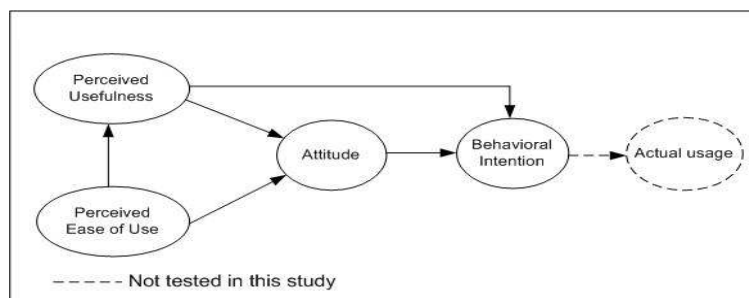 Perceived
Usefulness
Attitude
Behavioral
Intention
Actual usage
Perceived
Ease of Use
Not tested in this study